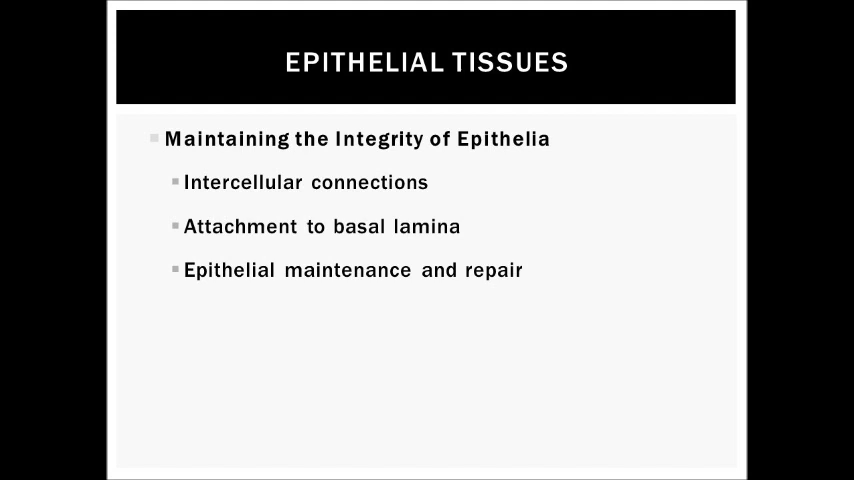 EPITHELIAL TISSUES
Maintaining the Integrity of Epithelia
Intercellular connections
Attachment to basal lamina
Epithelial maintenance and repair